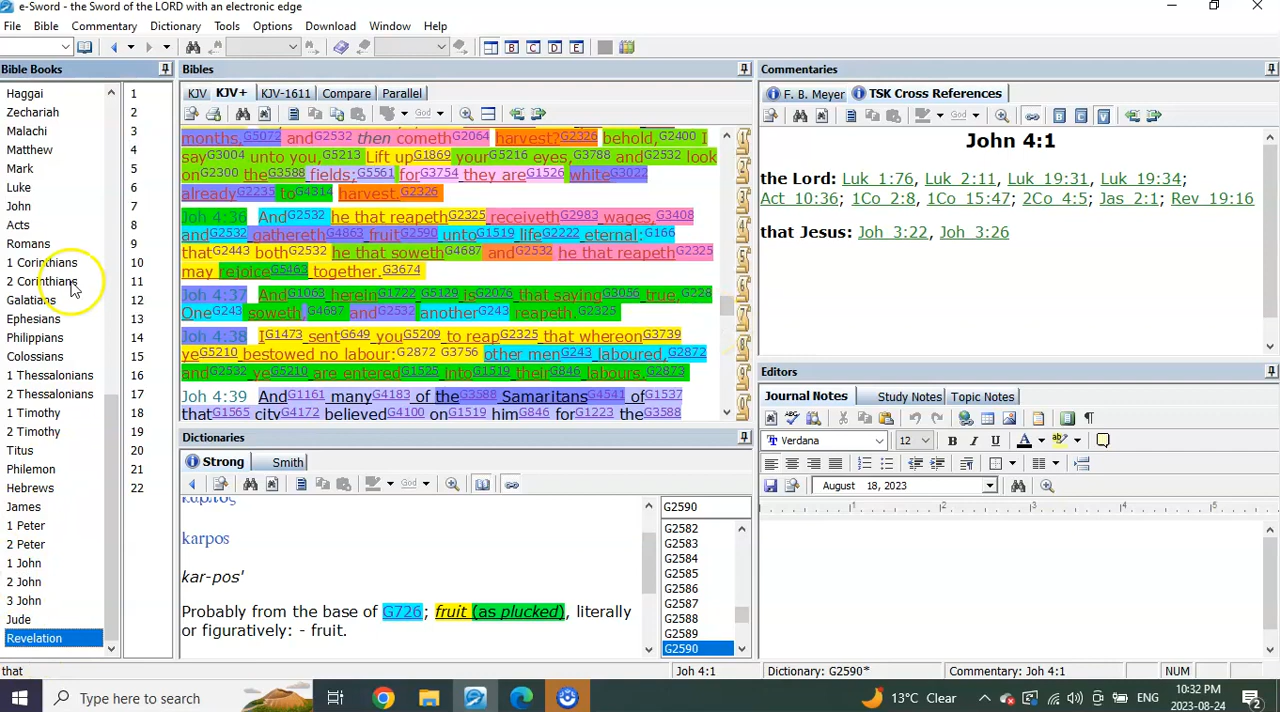 e-Sword - the Sword of the LORD with an electronic edge
File Bible Commentary Dictionary Tools Options Download Window Help
B C D E
Bible Books
Haggai
Zechariah
Malachi
Matthew
Mark
Luke
John
Acts
Romans
1 Corinthians
2 Corinthians
Galatians
Ephesians
Philippians
Colossians
1 Thessalonians
2 Thessalonians
1 Timothy
2 Timothy
Titus
Philemon
Hebrews
James
1 Peter
2 Peter
1 John
2 John
3 John
Jude
Revelation
1
2
3
4
5
6
7
8
9
10
11
12
13
14
15
16
17
18
19
20
21
22
Bibles
KJV KJV+ KJV-1611 Compare Parallel
God
months,G5072 and G2532 then cometh G2064 harvest?G2326 behold,G2400 I
say G3004 unto you,G5213 Lift up G1869 your G5216 eyes,G3788 and G2532 look
on G2300 the G3588 fields;G5561 for G3754 they are G1526 white G3022
already G2235 to G4314 harvest.G2326
Joh 4:36 And G2532 he that reapeth G2325 receiveth G2983 wages,G3408
and G2532 gathereth G4863 fruit G2590 unto G1519 life G2222 eternal:G166
that G2443 both G2532 he that soweth G4687 and G2532 he that reapeth G2325
may rejoice G5463 together.G3674
Joh 4:37 And G1063 herein G1722 G5129 is G2076 that saying G3056 true,G228
One G243 soweth,G4687 and G2532 another G243 reapeth.G2325
Joh 4:38 I G1473 sent G649 you G5209 to reap G2325 that whereon G3739
ye G5210 bestowed no labour:G2872 G3756 other men G243 laboured,G2872
and G2532 ye G5210 are entered G1525 into G1519 their G846 labours.G2873
Joh 4:39 And G1161 many G4183 of the G3588 Samaritans G4541 of G1537
that G1565 city G4172 believed G4100 on G1519 him G846 for G1223 the G3588
Dictionaries
Strong Smith
God
καρπός
karpos
kar-pos'
Probably from the base of G726; fruit (as plucked), literally
or figuratively: - fruit.
G2590
G2582
G2583
G2584
G2585
G2586
G2587
G2588
G2589
G2590
Commentaries
F. B. Meyer TSK Cross References
God B C V
John 4:1
the Lord: Luk 1:76, Luk 2:11, Luk 19:31, Luk 19:34;
Act 10:36; 1Co 2:8, 1Co 15:47; 2Co 4:5; Jas 2:1; Rev 19:16
that Jesus: Joh 3:22, Joh 3:26
Editors
Journal Notes Study Notes Topic Notes
Verdana 12 B I U A ab
August 18, 2023
1 2 3 4 5
that Joh 4:1 Dictionary: G2590* Commentary: Joh 4:1 NUM
Type here to search
13°C Clear
ENG
10:32 PM
2023-08-24
2